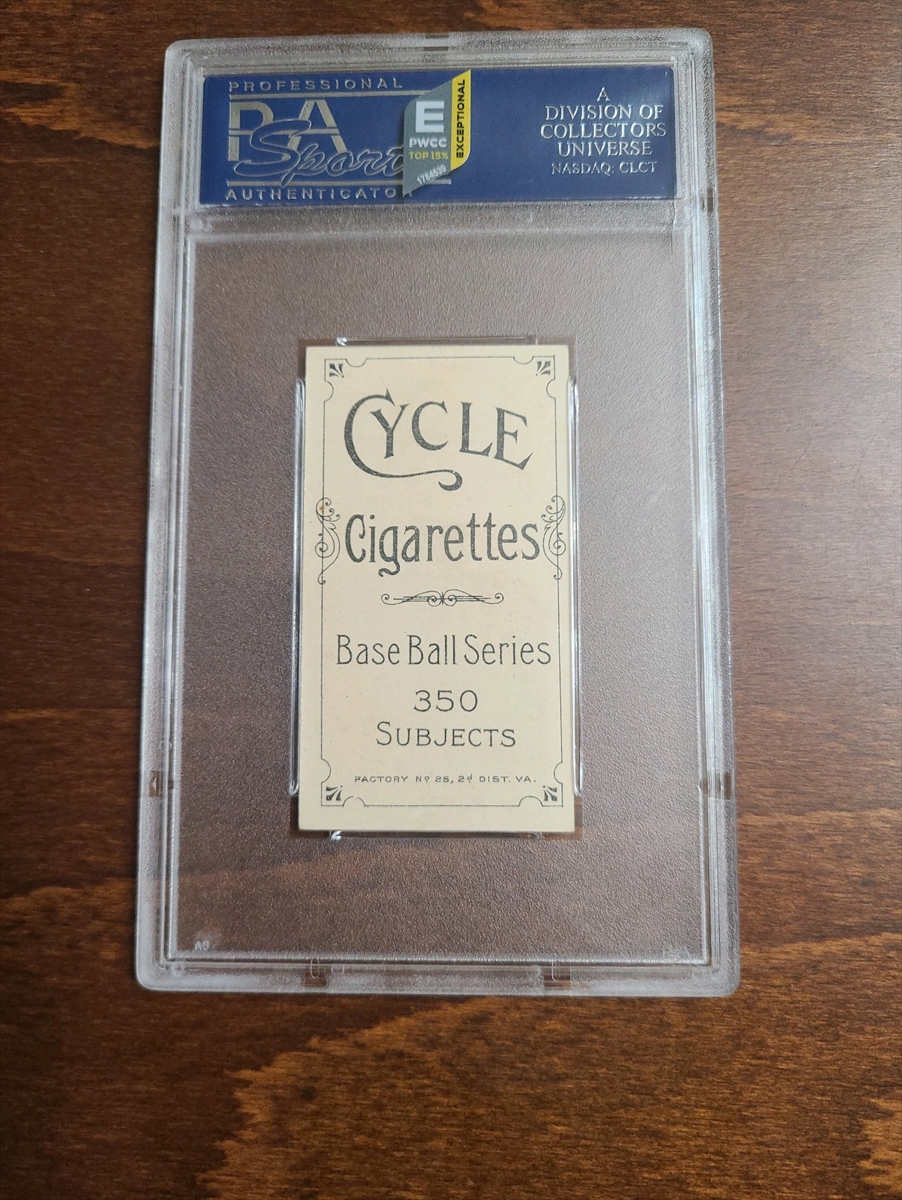 PROFESSIONAL
PSA
Sports
AUTHENTICATOR
E
PWCC
TOP 15%
1784539
EXCEPTIONAL
A
DIVISION OF
COLLECTORS
UNIVERSE
NASDAQ: CLCT
CYCLE
Cigarettes
Base Ball Series
350
SUBJECTS
FACTORY Nº 25, 2d DIST. VA.